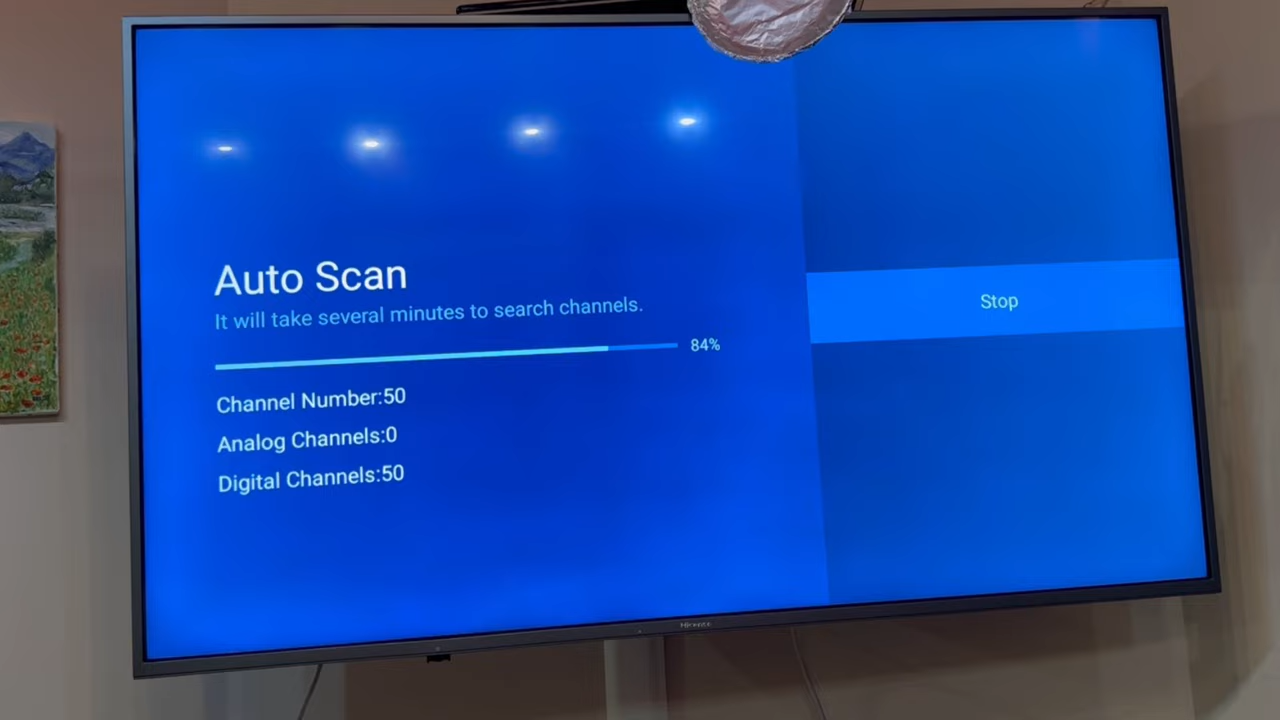 Auto Scan
It will take several minutes to search channels.
84%
Channel Number:50
Analog Channels:0
Digital Channels:50
Stop
Hisense